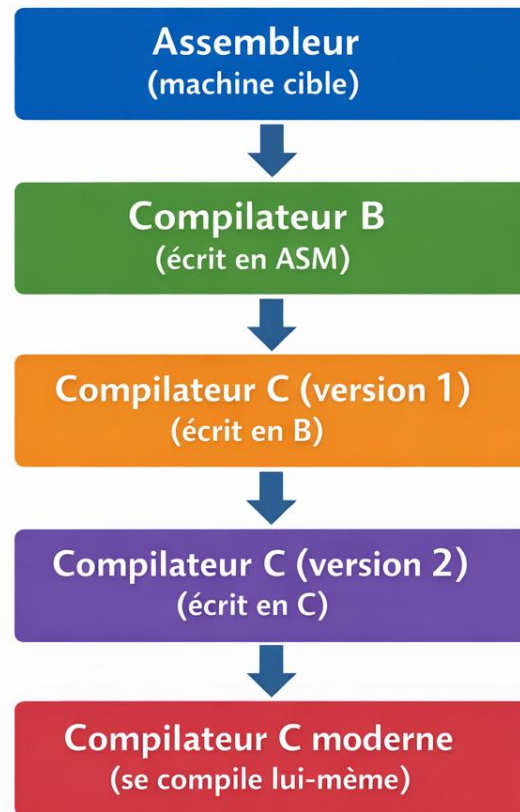 Assembleur
(machine cible)
Compilateur B
(écrit en ASM)
Compilateur C (version 1)
(écrit en B)
Compilateur C (version 2)
(écrit en C)
Compilateur C moderne
(se compile lui-mème)